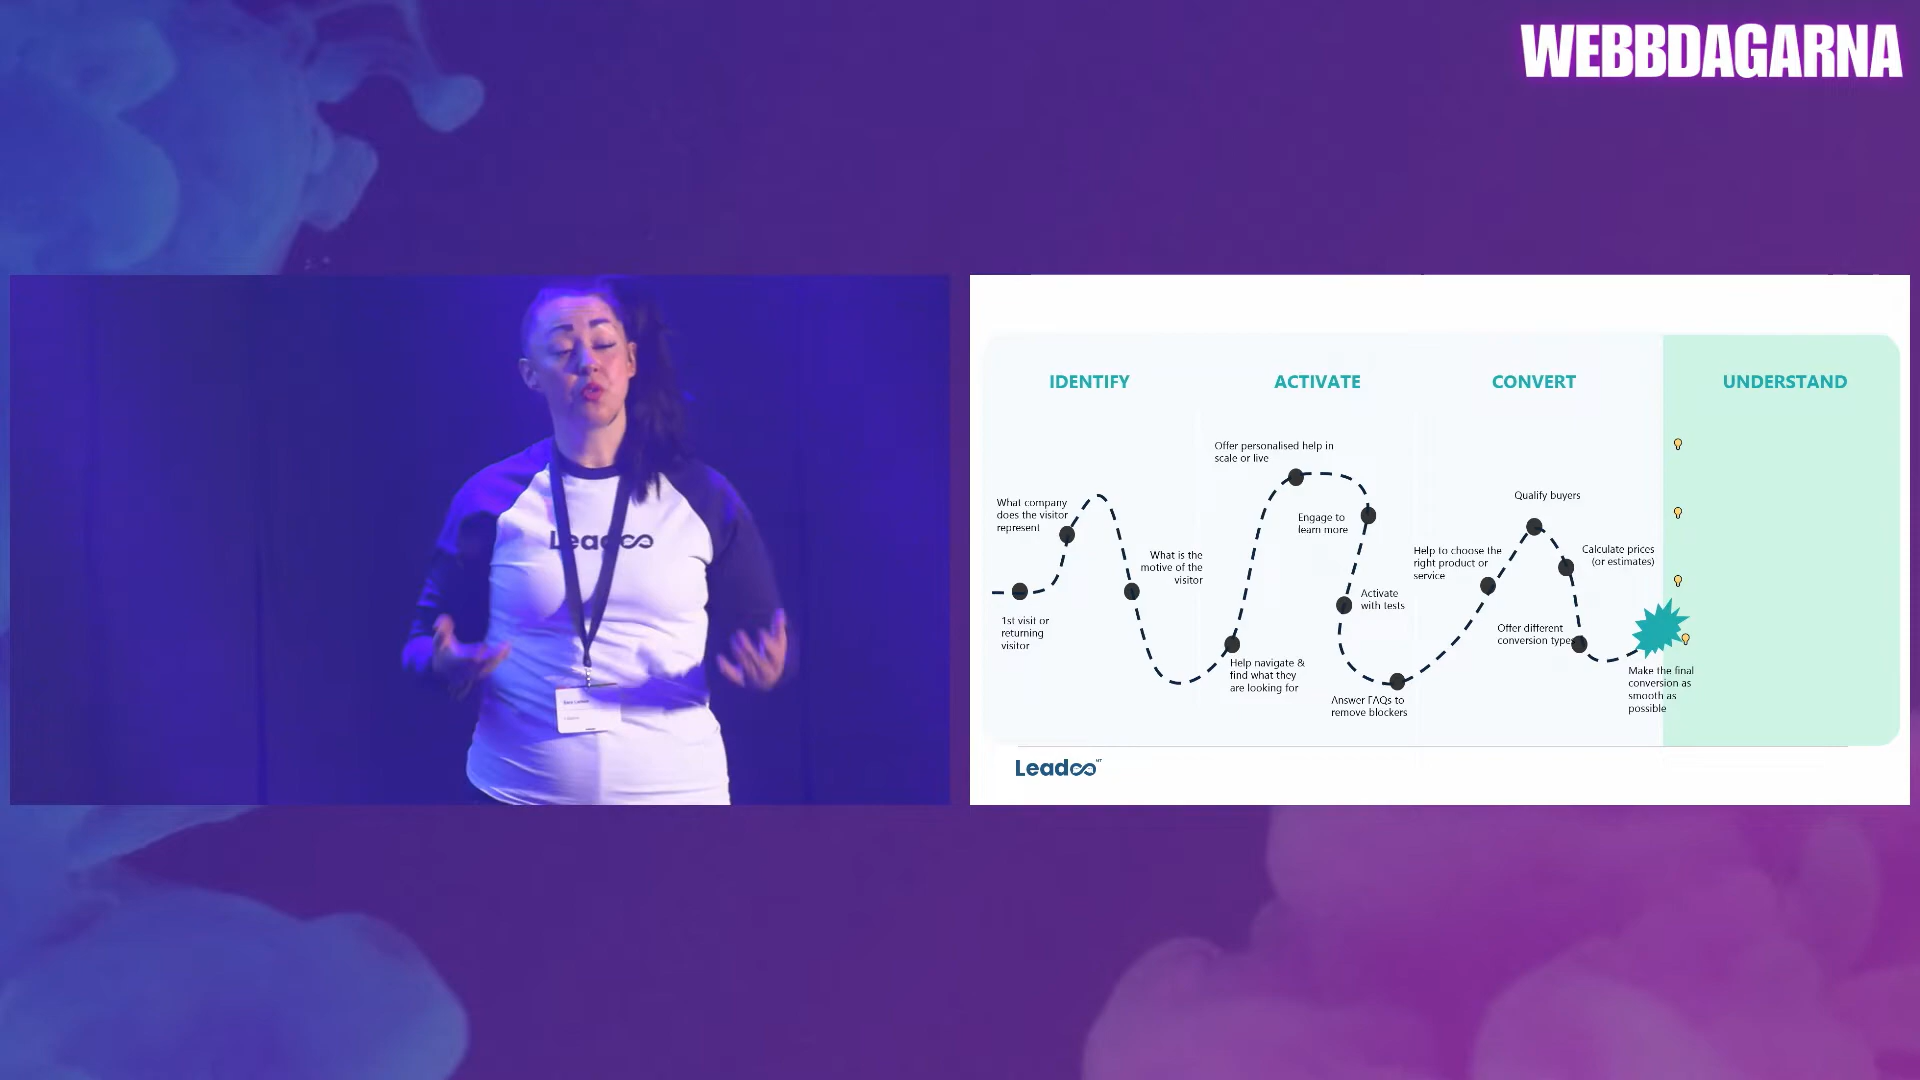 WEBBDAGARNA
Leadoo
IDENTIFY
ACTIVATE
CONVERT
UNDERSTAND
What company
does the visitor
represent
1st visit or
returning
visitor
What is the
motive of the
visitor
Help navigate &
find what they
are looking for
Offer personalised help in
scale or live
Engage to
learn more
Activate
with tests
Answer FAQs to
remove blockers
Help to choose the
right product or
service
Qualify buyers
Calculate prices
(or estimates)
Offer different
conversion types
Make the final
conversion as
smooth as
possible
Leadoo